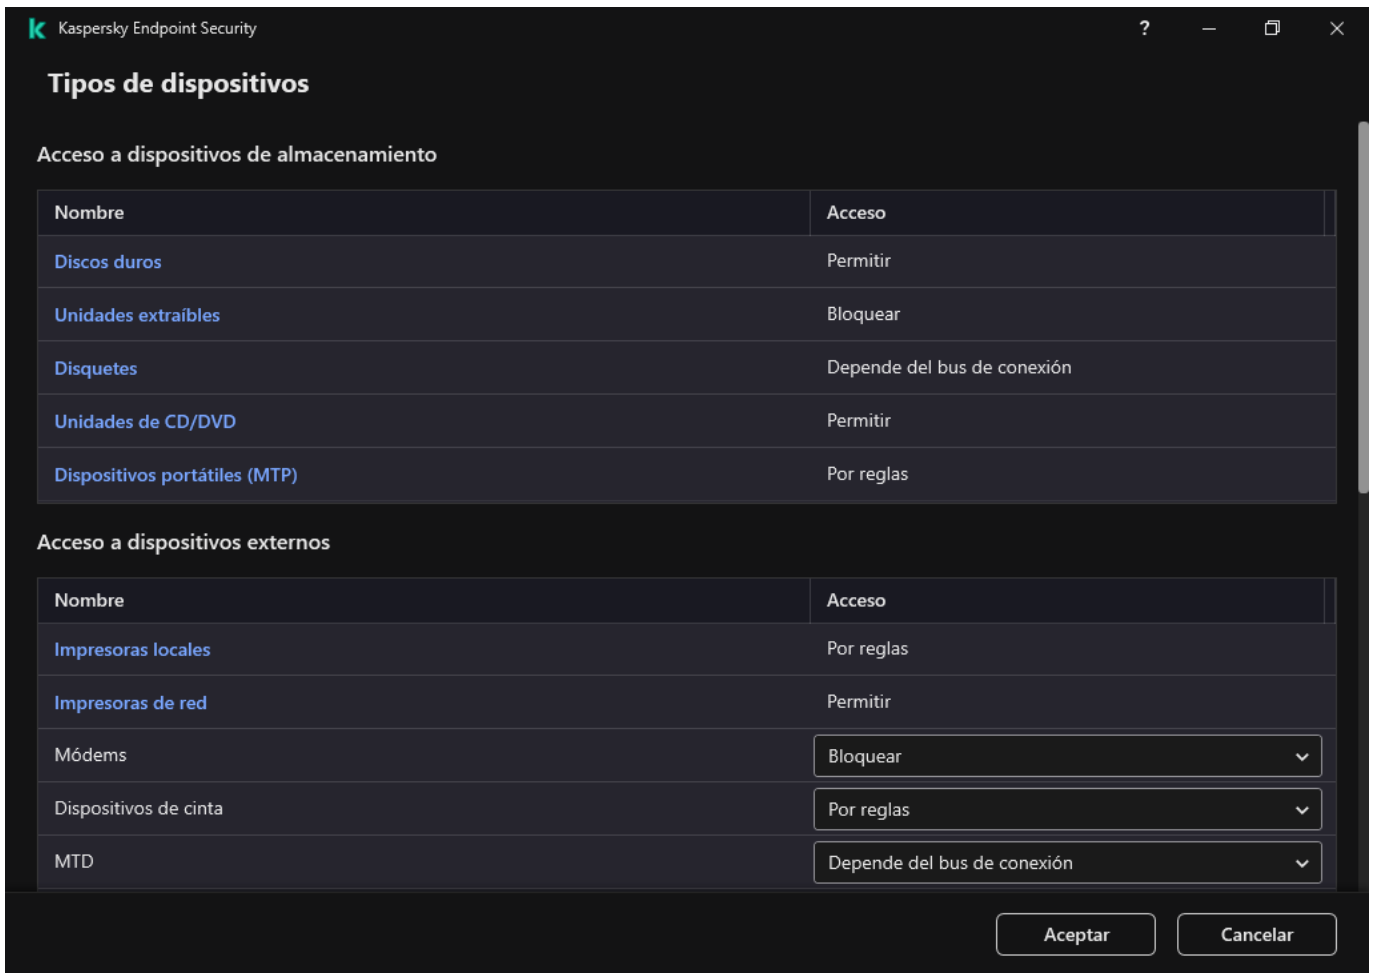 Kaspersky Endpoint Security
?
Tipos de dispositivos
Acceso a dispositivos de almacenamiento
Nombre Acceso
Discos duros Permitir
Unidades extraíbles Bloquear
Disquetes Depende del bus de conexión
Unidades de CD/DVD Permitir
Dispositivos portátiles (MTP) Por reglas
Acceso a dispositivos externos
Nombre Acceso
Impresoras locales Por reglas
Impresoras de red Permitir
Módems Bloquear
Dispositivos de cinta Por reglas
MTD Depende del bus de conexión
Aceptar Cancelar